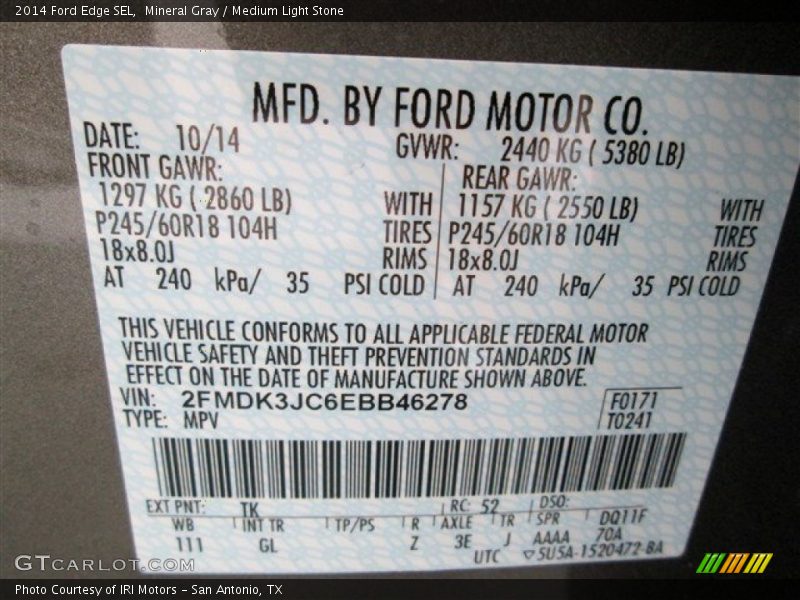 2014 Ford Edge SEL, Mineral Gray / Medium Light Stone
MFD. BY FORD MOTOR CO.
DATE: 10/14 GVWR: 2440 KG ( 5380 LB)
FRONT GAWR: REAR GAWR:
1297 KG ( 2860 LB) WITH 1157 KG ( 2550 LB) WITH
P245/60R18 104H TIRES P245/60R18 104H TIRES
18x8.0J RIMS 18x8.0J RIMS
AT 240 kPa/ 35 PSI COLD AT 240 kPa/ 35 PSI COLD
THIS VEHICLE CONFORMS TO ALL APPLICABLE FEDERAL MOTOR
VEHICLE SAFETY AND THEFT PREVENTION STANDARDS IN
EFFECT ON THE DATE OF MANUFACTURE SHOWN ABOVE.
VIN: 2FMDK3JC6EBB46278 F0171
TYPE: MPV T0241
EXT PNT: TK RC: 52 DSO:
WB INT TR TP/PS R AXLE TR SPR DQ11F
111 GL Z 3E J AAAA 70A
UTC ▽5U5A-1520472-BA
GTCARLOT.COM
Photo Courtesy of IRI Motors – San Antonio, TX